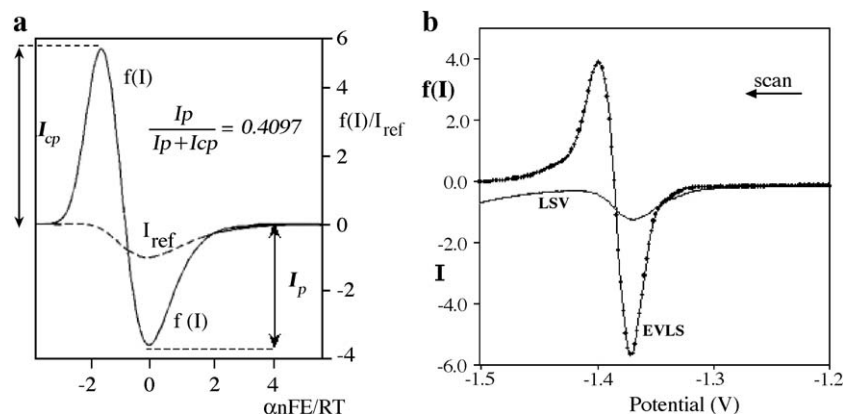 a
f(I)
I_cp
Ip / Ip+Icp = 0.4097
I_ref
I_p
f (I)
6
4
2
0
-2
-4
f(I)/I_ref
-2 0 2 4
αnFE/RT
b
4.0
f(I)
2.0
0.0
-2.0
I
-4.0
-6.0
scan
LSV
EVLS
-1.5 -1.4 -1.3 -1.2
Potential (V)